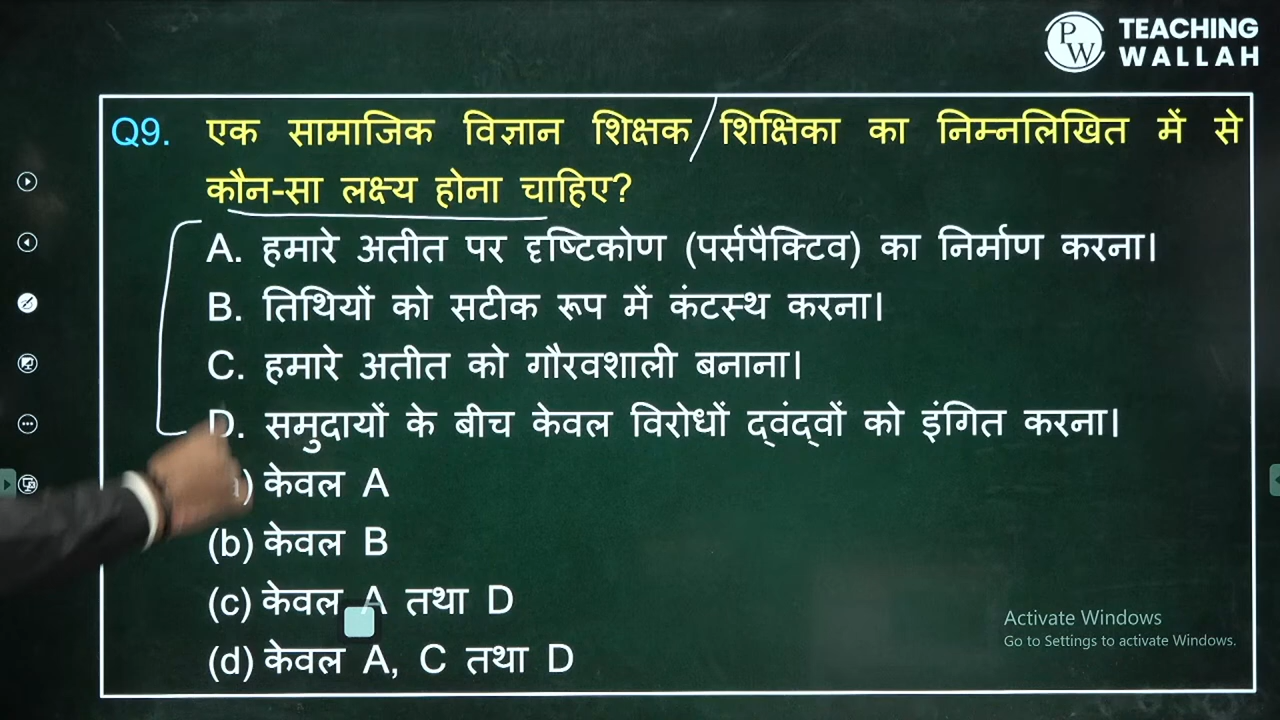 TEACHING
WALLAH
Q9. एक सामाजिक विज्ञान शिक्षक/शिक्षिका का निम्नलिखित में से
कौन-सा लक्ष्य होना चाहिए?
A. हमारे अतीत पर दृष्टिकोण (पर्सपैक्टिव) का निर्माण करना।
B. तिथियों को सटीक रूप में कंटस्थ करना।
C. हमारे अतीत को गौरवशाली बनाना।
D. समुदायों के बीच केवल विरोधों द्वंद्वों को इंगित करना।
केवल A
(b) केवल B
(c) केवल A तथा D
(d) केवल A, C तथा D
Activate Windows
Go to Settings to activate Windows.